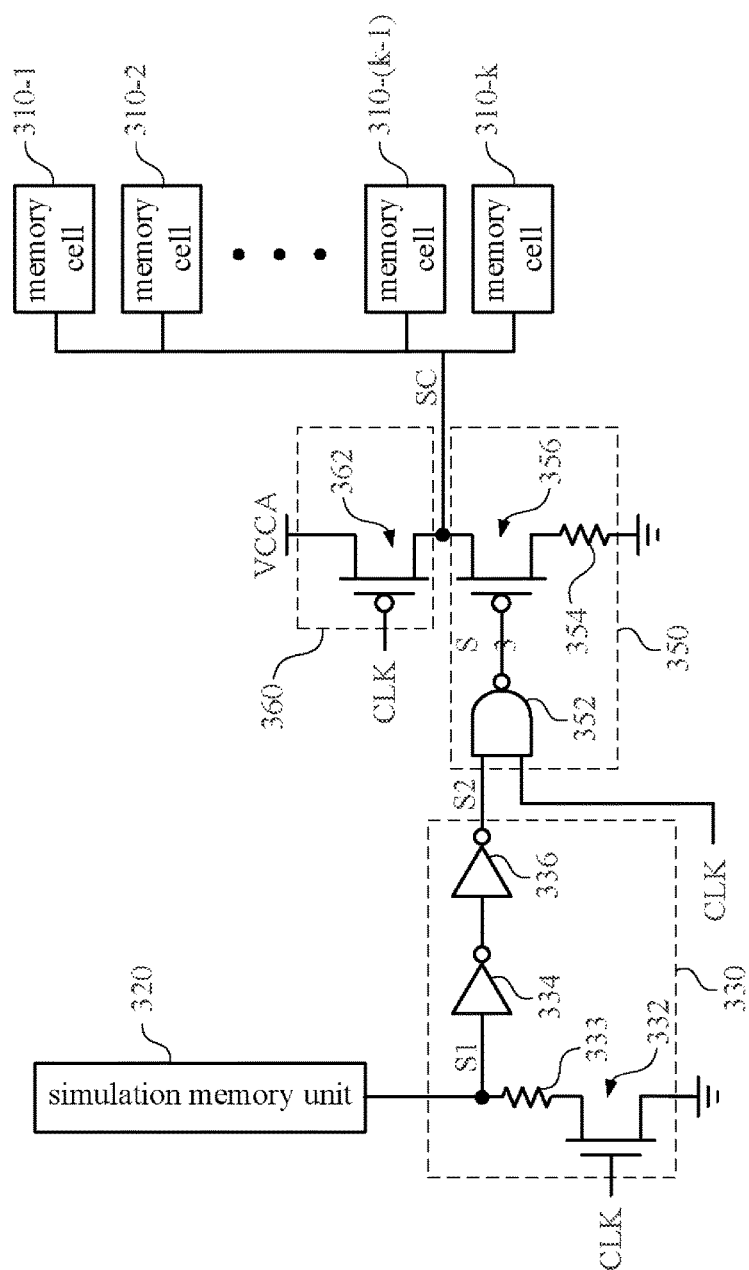 310-1
310-2
310-(k-1)
310-k
memory
cell
memory
cell
memory
cell
memory
cell
SC
VCCA
362
356
360
CLK
S
3
354
350
352
S2
CLK
336
334
330
320
simulation memory unit
S1
333
332
CLK